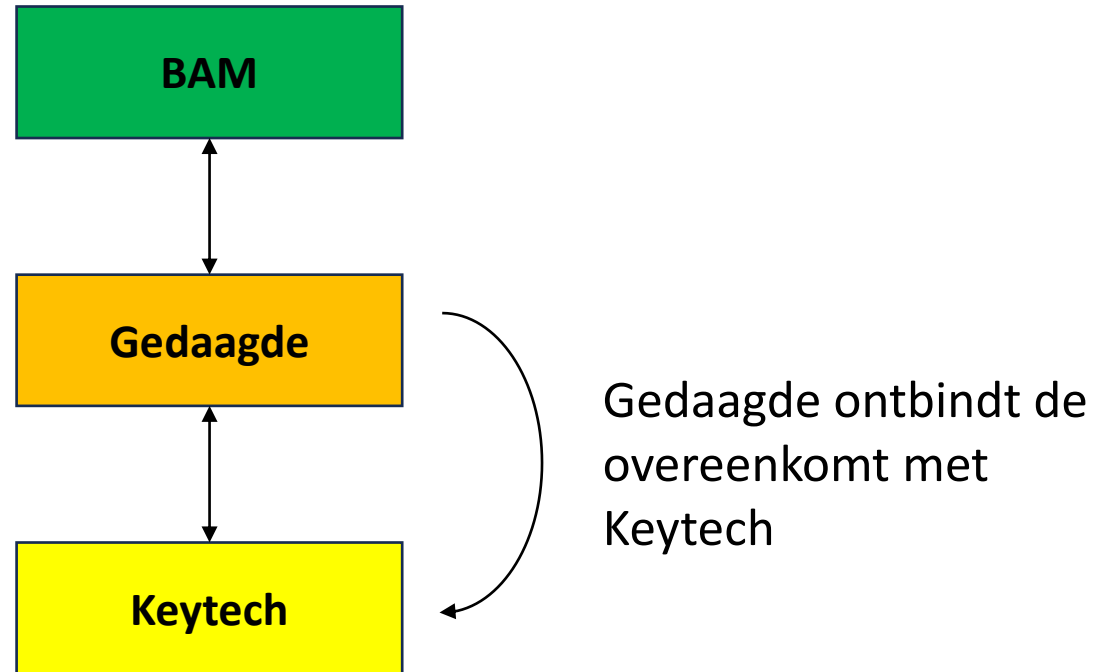 BAM
Gedaagde
Gedaagde ontbindt de
overeenkomt met
Keytech
Keytech